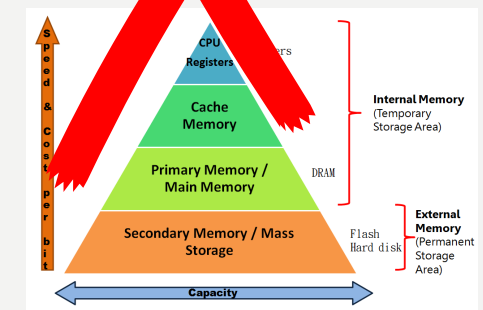 Speed & Cost per bit
CPU
Registers
Cache
Memory
Primary Memory /
Main Memory
DRAM
Secondary Memory / Mass
Storage
Flash
Hard disk
Internal Memory
(Temporary
Storage Area)
External
Memory
(Permanent
Storage
Area)
Capacity